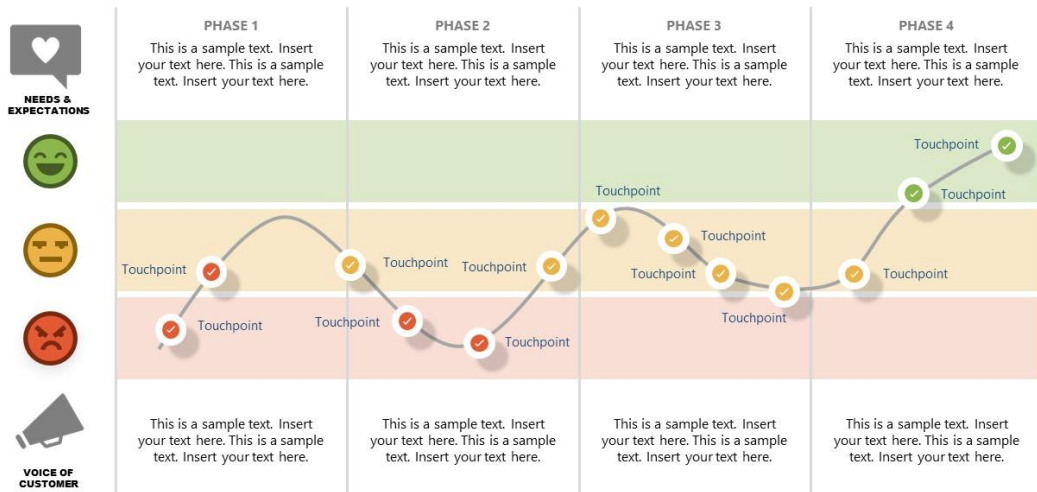 PHASE 1
This is a sample text. Insert
your text here. This is a sample
text. Insert your text here.
PHASE 2
This is a sample text. Insert
your text here. This is a sample
text. Insert your text here.
PHASE 3
This is a sample text. Insert
your text here. This is a sample
text. Insert your text here.
PHASE 4
This is a sample text. Insert
your text here. This is a sample
text. Insert your text here.
NEEDS &
EXPECTATIONS
Touchpoint
Touchpoint
Touchpoint
Touchpoint
Touchpoint
Touchpoint
Touchpoint
Touchpoint
Touchpoint
Touchpoint
Touchpoint
Touchpoint
Touchpoint
Touchpoint
VOICE OF
CUSTOMER
This is a sample text. Insert
your text here. This is a sample
text. Insert your text here.
This is a sample text. Insert
your text here. This is a sample
text. Insert your text here.
This is a sample text. Insert
your text here. This is a sample
text. Insert your text here.
This is a sample text. Insert
your text here. This is a sample
text. Insert your text here.